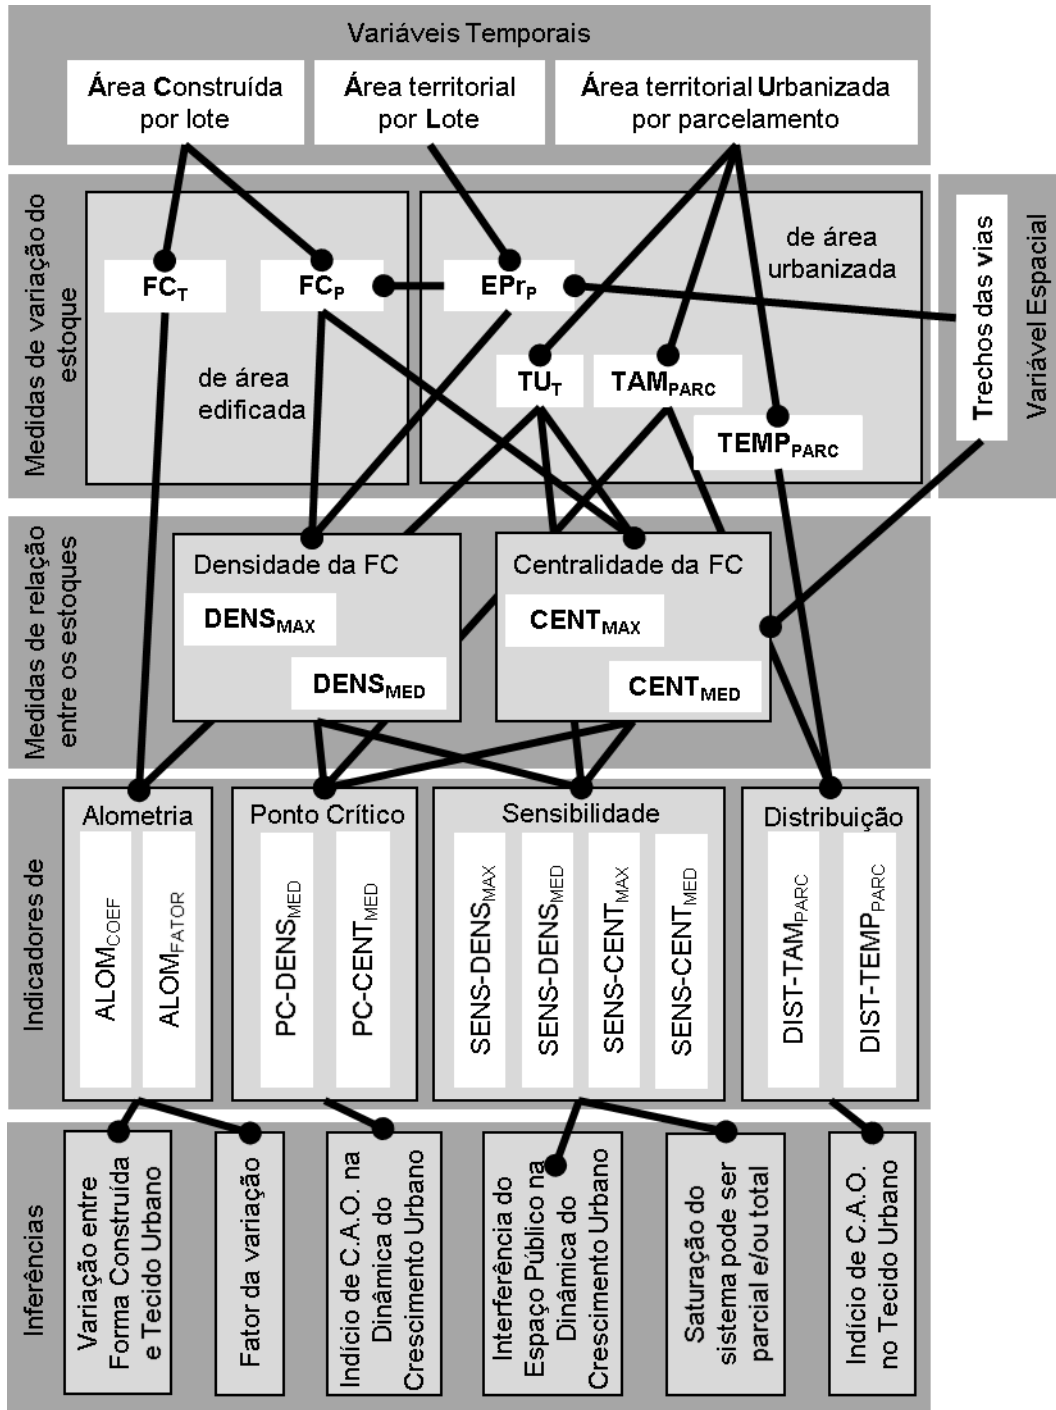 Variáveis Temporais
Área Construída
por lote
Área territorial
por Lote
Área territorial Urbanizada
por parcelamento
Medidas de variação do
estoque
FCT
FCP
de área
edificada
EPrP
de área
urbanizada
TUT
TAMPARC
TEMPPARC
Trechos das vias
Variável Espacial
Medidas de relação
entre os estoques
Densidade da FC
DENSMAX
DENSMED
Centralidade da FC
CENTMAX
CENTMED
Indicadores de
Alometria
ALOMCOEF
ALOMFATOR
Ponto Crítico
PC-DENSMED
PC-CENTMED
Sensibilidade
SENS-DENSMAX
SENS-DENSMED
SENS-CENTMAX
SENS-CENTMED
Distribuição
DIST-TAMPARC
DIST-TEMPPARC
Inferências
Variação entre
Forma Construída
e Tecido Urbano
Fator da variação
Indício de C.A.O. na
Dinâmica do
Crescimento Urbano
Interferência do
Espaço Público na
Dinâmica do
Crescimento Urbano
Saturação do
sistema pode ser
parcial e/ou total
Indício de C.A.O.
no Tecido Urbano